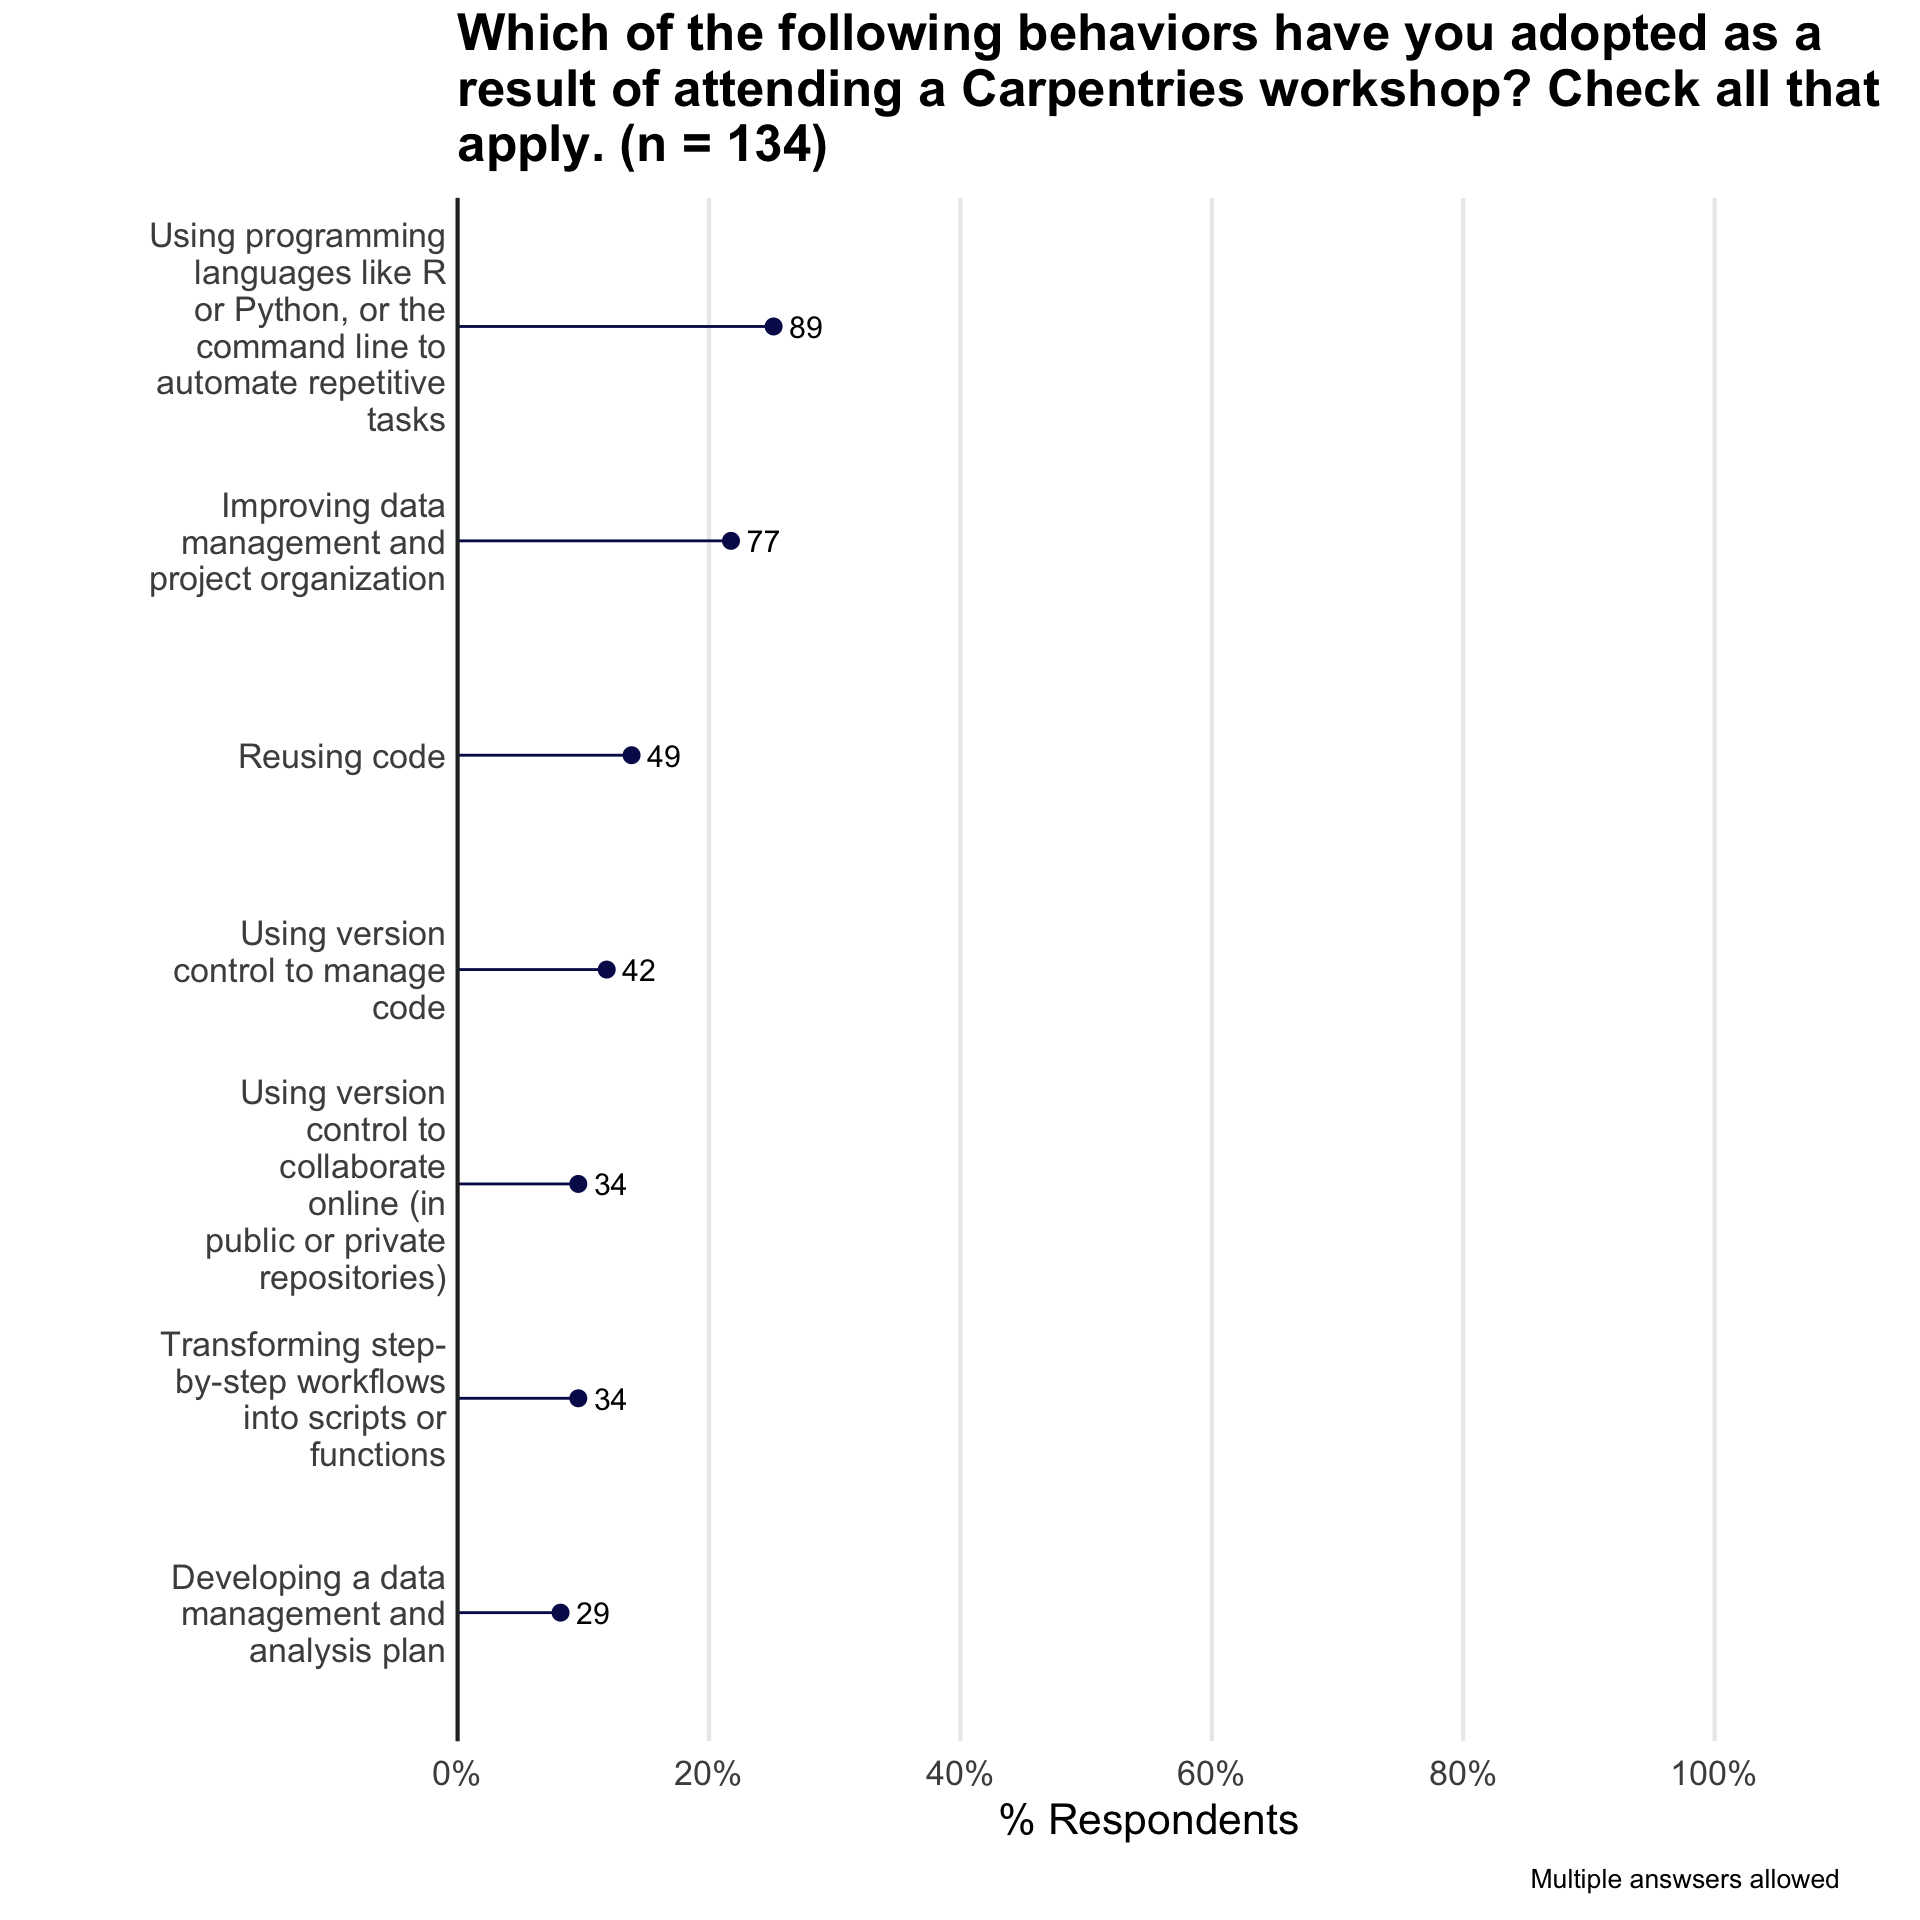 Which of the following behaviors have you adopted as a
result of attending a Carpentries workshop? Check all that
apply. (n = 134)
Using programming
languages like R
or Python, or the
command line to
automate repetitive
tasks
89
Improving data
management and
project organization
77
Reusing code
49
Using version
control to manage
code
42
Using version
control to
collaborate
online (in
public or private
repositories)
34
Transforming step-
by-step workflows
into scripts or
functions
34
Developing a data
management and
analysis plan
29
0% 20% 40% 60% 80% 100%
% Respondents
Multiple answsers allowed